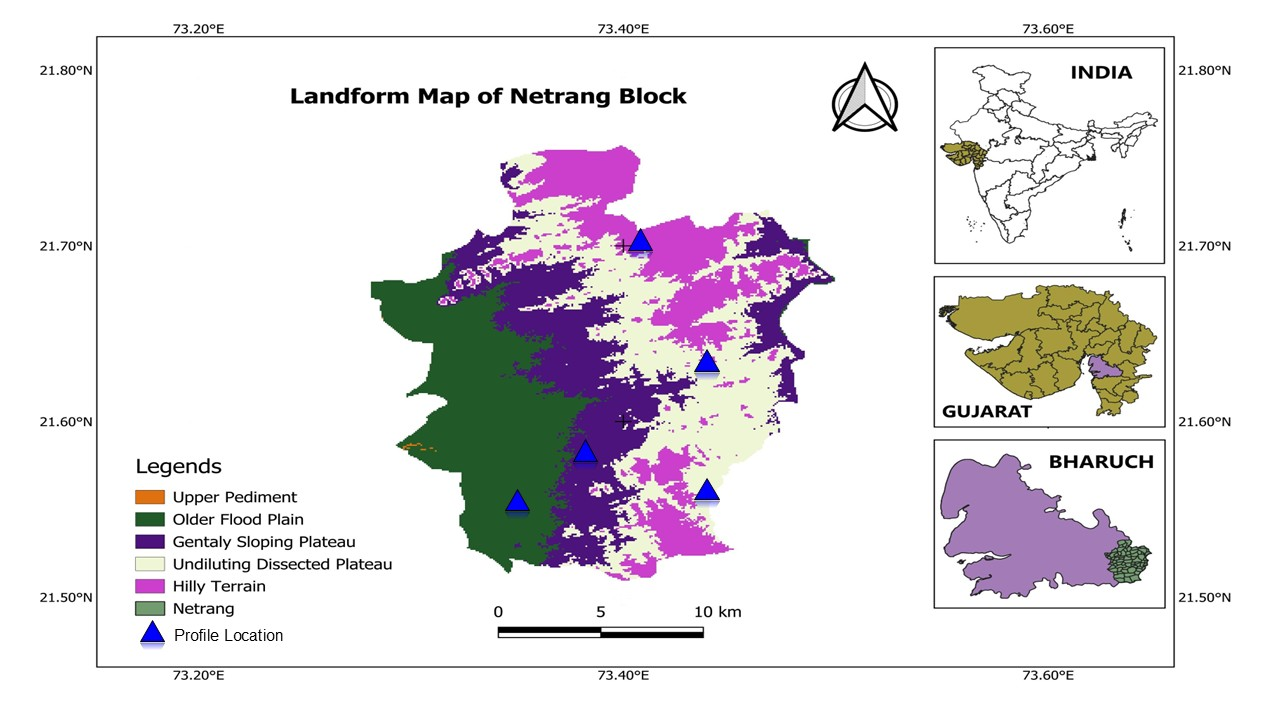 73.20°E 73.40°E 73.60°E
21.80°N 21.80°N
Landform Map of Netrang Block
INDIA
21.70°N 21.70°N
GUJARAT
21.60°N 21.60°N
BHARUCH
Legends
Upper Pediment
Older Flood Plain
Gentaly Sloping Plateau
Undiluting Dissected Plateau
Hilly Terrain
Netrang
Profile Location
0 5 10 km
21.50°N 21.50°N
73.20°E 73.40°E 73.60°E